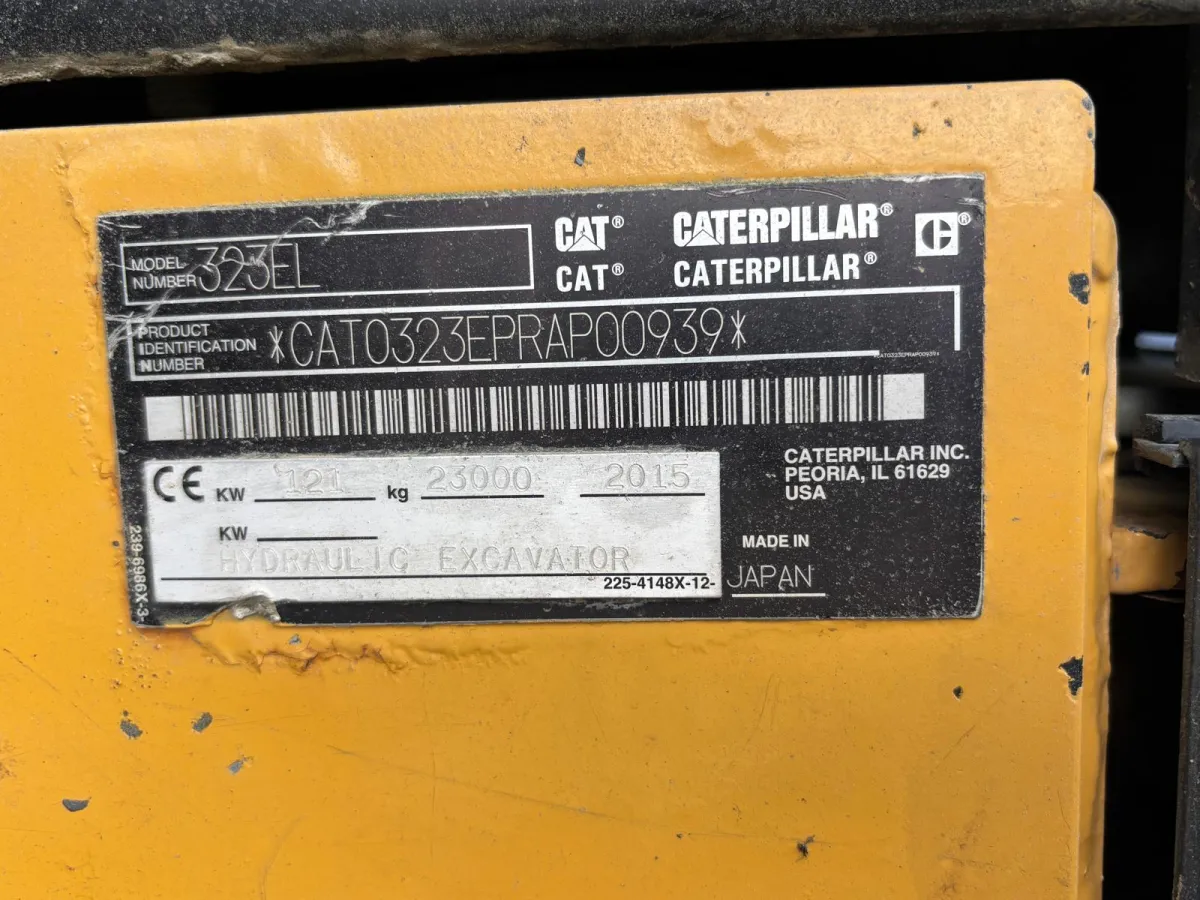 MODEL NUMBER 323EL
CAT® CATERPILLAR® ®
CAT® CATERPILLAR®
PRODUCT IDENTIFICATION NUMBER *CAT0323EPRAP00939*
*CAT0323EPRAP00939*
CE KW 121 kg 23000 2015
KW
HYDRAULIC EXCAVATOR
225-4148X-12-
239-6986X-3-
CATERPILLAR INC.
PEORIA, IL 61629
USA
MADE IN
JAPAN